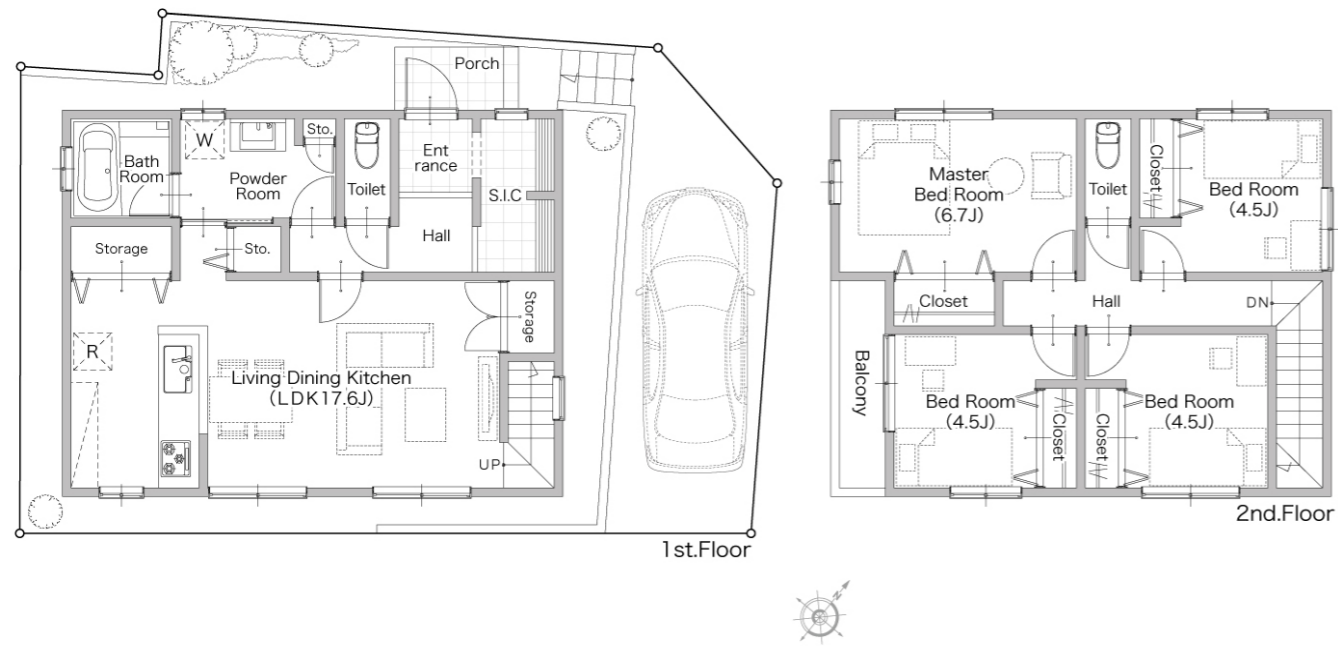 Porch
W
Sto.
Ent
rance
Bath
Room
Powder
Room
Toilet
S.I.C
Hall
Storage
Sto.
Storage
R
Living Dining Kitchen
(LDK17.6J)
UP
1st.Floor
Master
Bed Room
(6.7J)
Toilet
Closet
Bed Room
(4.5J)
Closet
Hall
DN
Balcony
Bed Room
(4.5J)
Closet
Closet
Bed Room
(4.5J)
2nd.Floor
N